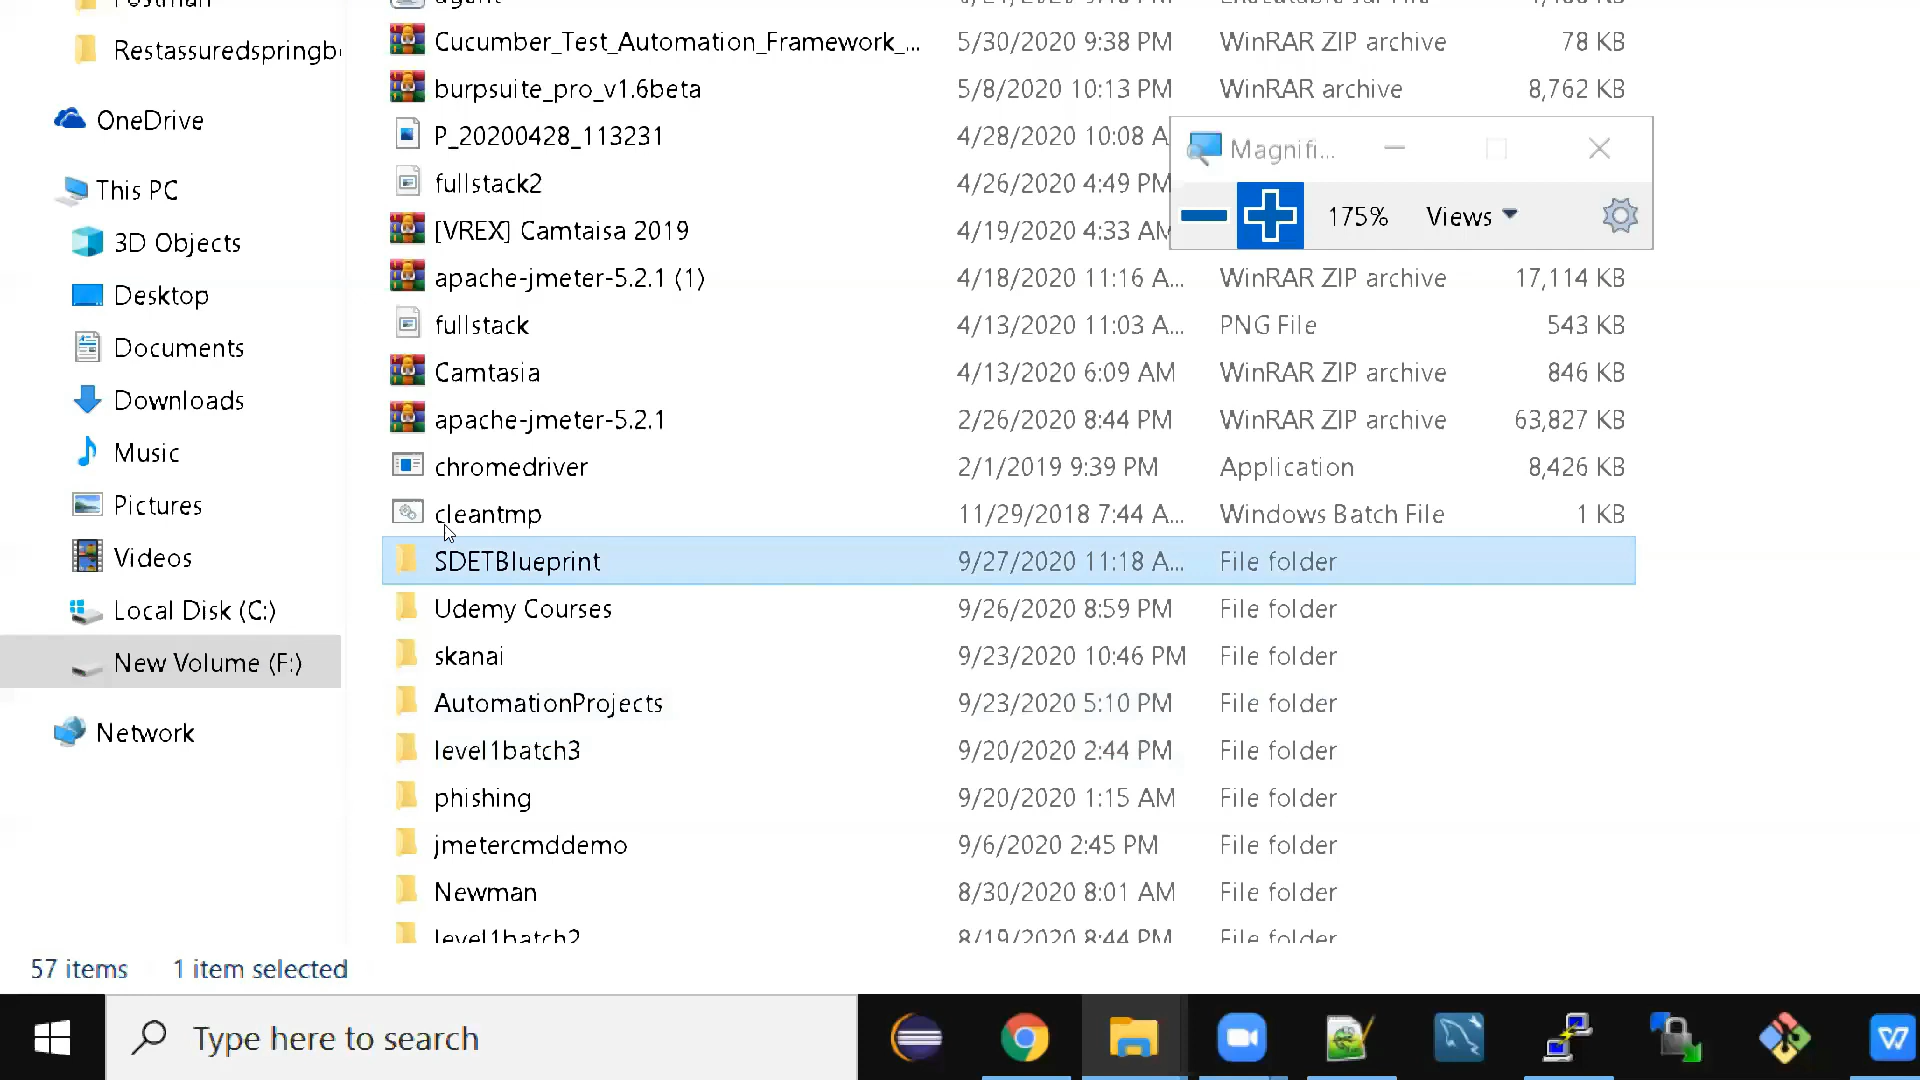 Postman
Restassuredspringb
OneDrive
This PC
3D Objects
Desktop
Documents
Downloads
Music
Pictures
Videos
Local Disk (C:)
New Volume (F:)
Network
Cucumber_Test_Automation_Framework_... 5/30/2020 9:38 PM WinRAR ZIP archive 78 KB
burpsuite_pro_v1.6beta 5/8/2020 10:13 PM WinRAR archive 8,762 KB
P_20200428_113231 4/28/2020 10:08 A
fullstack2 4/26/2020 4:49 PM
[VREX] Camtaisa 2019 4/19/2020 4:33 AM
apache-jmeter-5.2.1 (1) 4/18/2020 11:16 A... WinRAR ZIP archive 17,114 KB
fullstack 4/13/2020 11:03 A... PNG File 543 KB
Camtasia 4/13/2020 6:09 AM WinRAR ZIP archive 846 KB
apache-jmeter-5.2.1 2/26/2020 8:44 PM WinRAR ZIP archive 63,827 KB
chromedriver 2/1/2019 9:39 PM Application 8,426 KB
cleantmp 11/29/2018 7:44 A... Windows Batch File 1 KB
SDETBlueprint 9/27/2020 11:18 A... File folder
Udemy Courses 9/26/2020 8:59 PM File folder
skanai 9/23/2020 10:46 PM File folder
AutomationProjects 9/23/2020 5:10 PM File folder
level1batch3 9/20/2020 2:44 PM File folder
phishing 9/20/2020 1:15 AM File folder
jmetercmddemo 9/6/2020 2:45 PM File folder
Newman 8/30/2020 8:01 AM File folder
level1batch2 8/19/2020 8:44 PM File folder
Magnifi...
175% Views
57 items 1 item selected
Type here to search